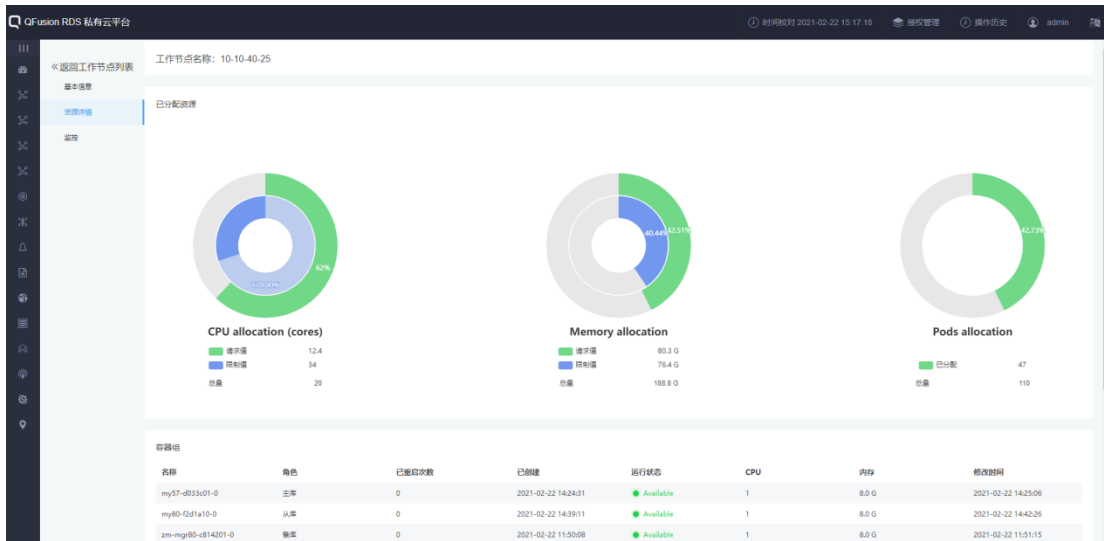 QFusion RDS 私有云平台
时间校对 2021-02-22 15:17:18 授权管理 操作历史 admin
《返回工作节点列表
基本信息
资源详情
监控
工作节点名称：10-10-40-25
已分配资源
62%
170.00%
40.44% 42.51%
42.73%
CPU allocation (cores) Memory allocation Pods allocation
请求值 12.4 请求值 80.3 G 已分配 47
限制值 34 限制值 76.4 G
总量 20 总量 188.8 G 总量 110
容器组
名称 角色 已重启次数 已创建 运行状态 CPU 内存 修改时间
my57-d033c01-0 主库 0 2021-02-22 14:24:31 Available 1 8.0 G 2021-02-22 14:25:06
my80-f2d1a10-0 从库 0 2021-02-22 14:39:11 Available 1 8.0 G 2021-02-22 14:42:26
zm-mgr80-c814201-0 备库 0 2021-02-22 11:50:08 Available 1 8.0 G 2021-02-22 11:51:15